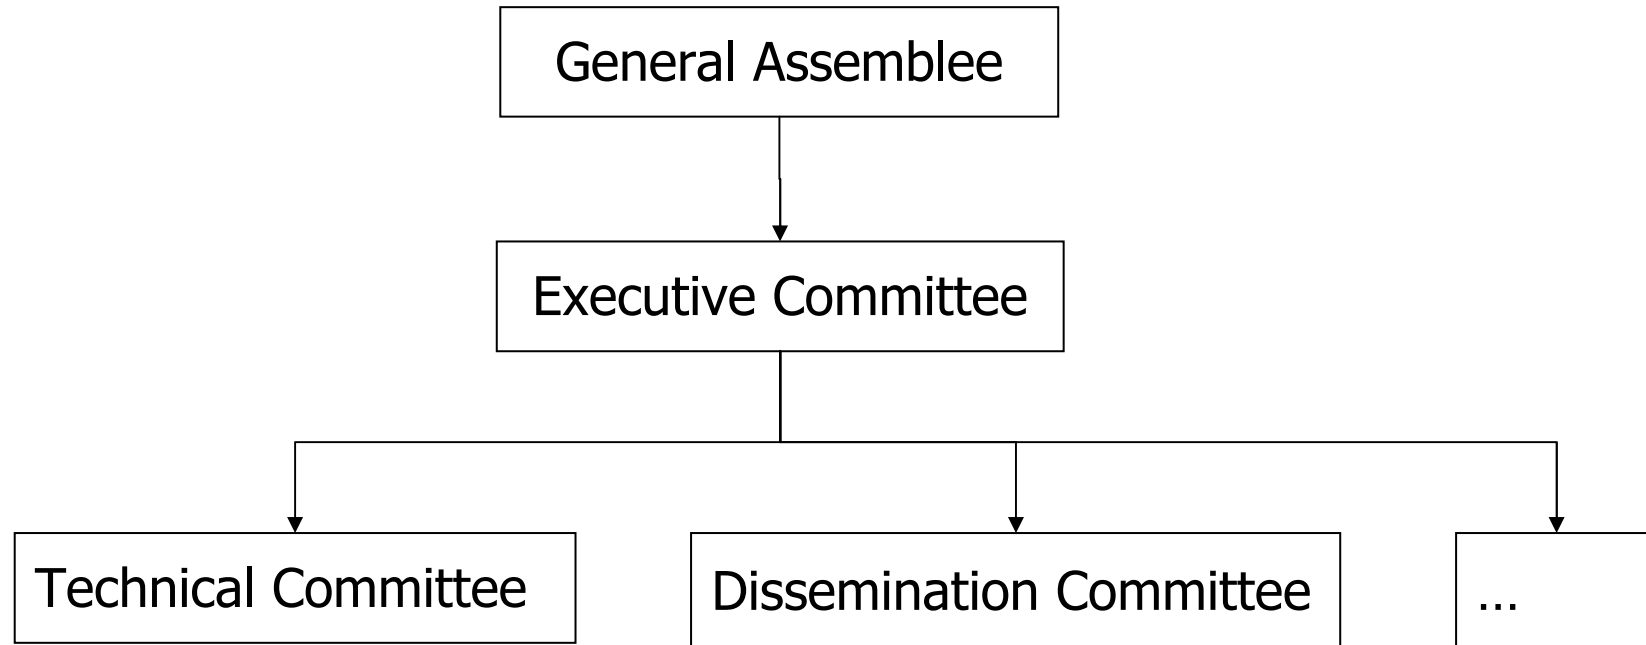 General Assemblee
Executive Committee
Technical Committee
Dissemination Committee
...